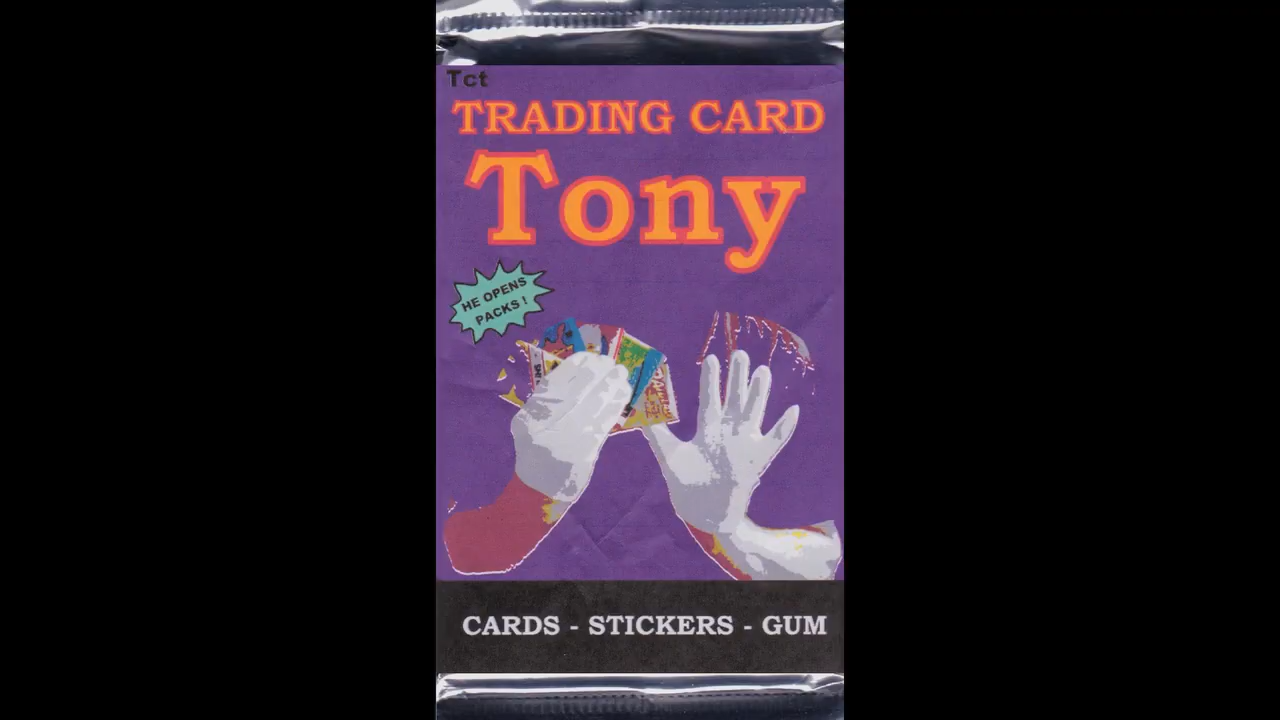 Tct
TRADING CARD
Tony
HE OPENS
PACKS !
CARDS - STICKERS - GUM